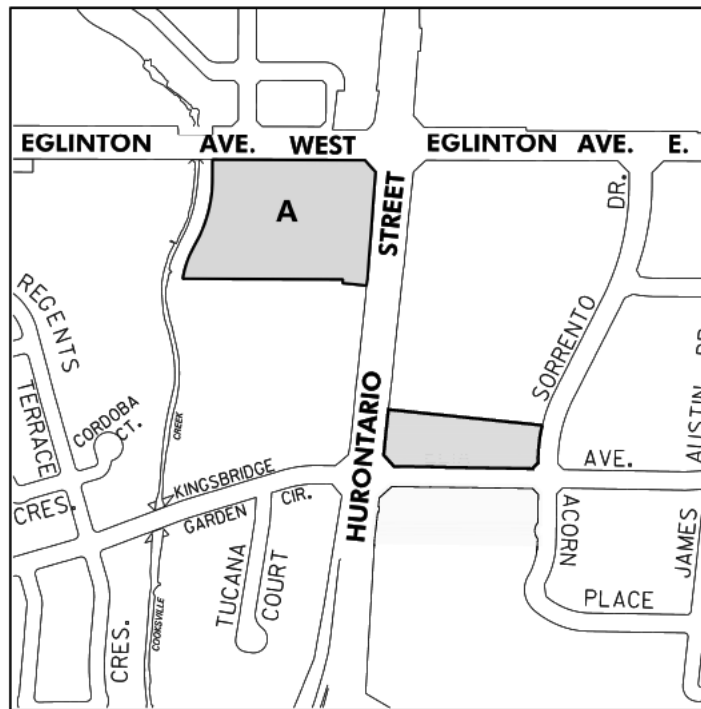 EGLINTON AVE. WEST EGLINTON AVE. E.
A
STREET
DR.
REGENTS
TERRACE
SORRENTO
CORDOBA
CT.
CREEK
HURONTARIO
AUSTIN
AVE.
KINGSBRIDGE
GARDEN CIR.
CRES.
TUCANA
COURT
ACORN
PLACE
JAMES
CRES.
COOKSVILLE